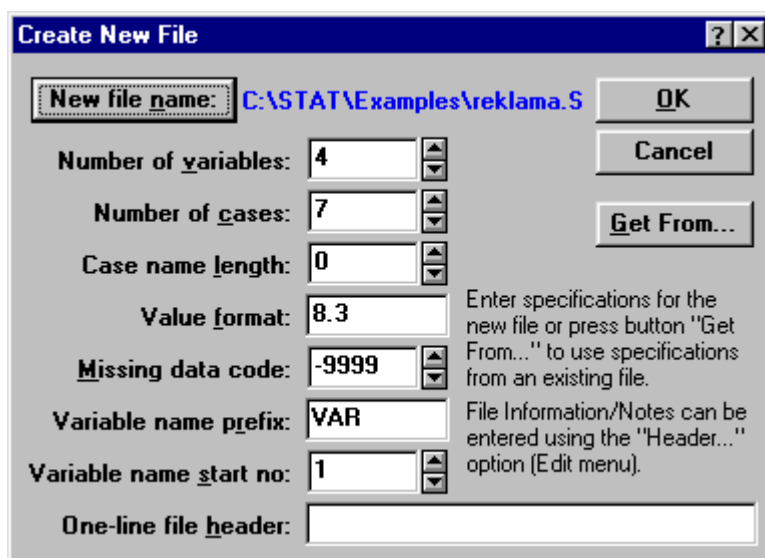 Create New File
? ×
New file name: C:\STAT\Examples\reklama.S OK
Number of variables: 4 Cancel
Number of cases: 7 Get From...
Case name length: 0
Value format: 8.3
Missing data code: -9999
Variable name prefix: VAR
Variable name start no: 1
One-line file header:
Enter specifications for the
new file or press button "Get
From..." to use specifications
from an existing file.
File Information/Notes can be
entered using the "Header..."
option (Edit menu).